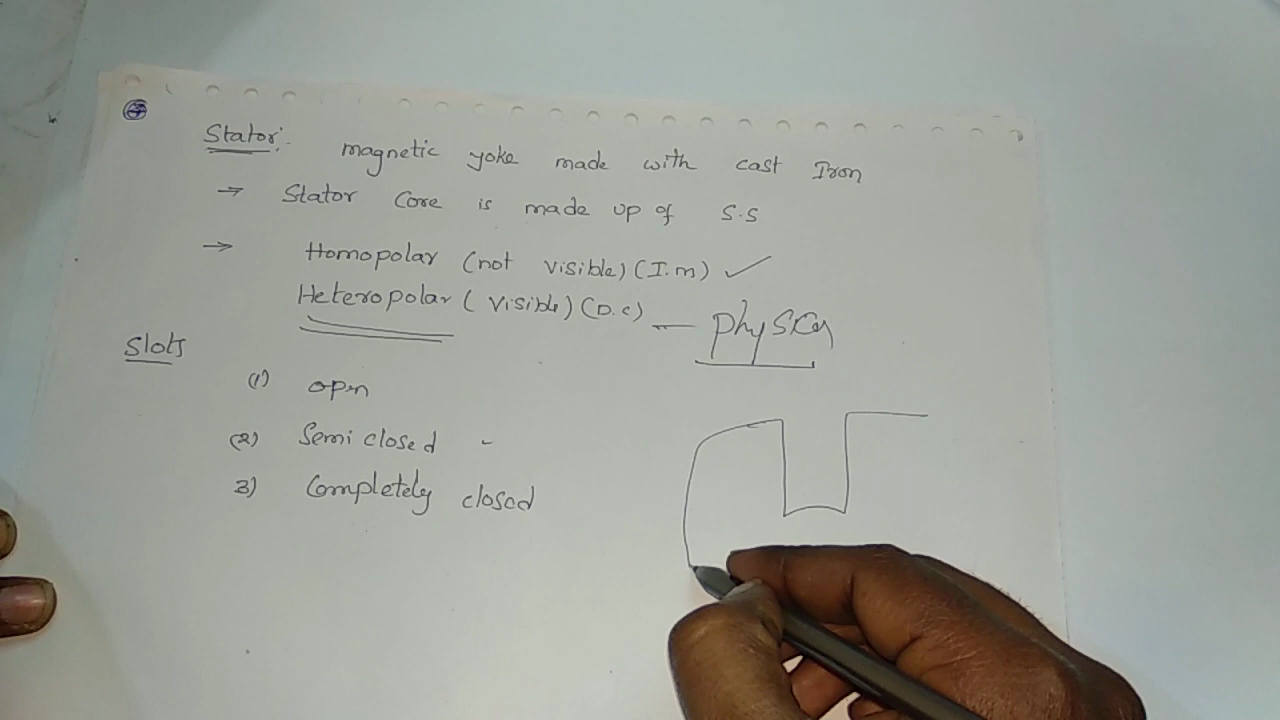 Stator:- magnetic yoke made with cast Iron
→ Stator Core is made up of S.S
→ Homopolar (not visible) (I.m) ✓
Heteropolar (visible) (D.C) —
Slots
(1) open
(2) Semi closed -
3) Completely closed